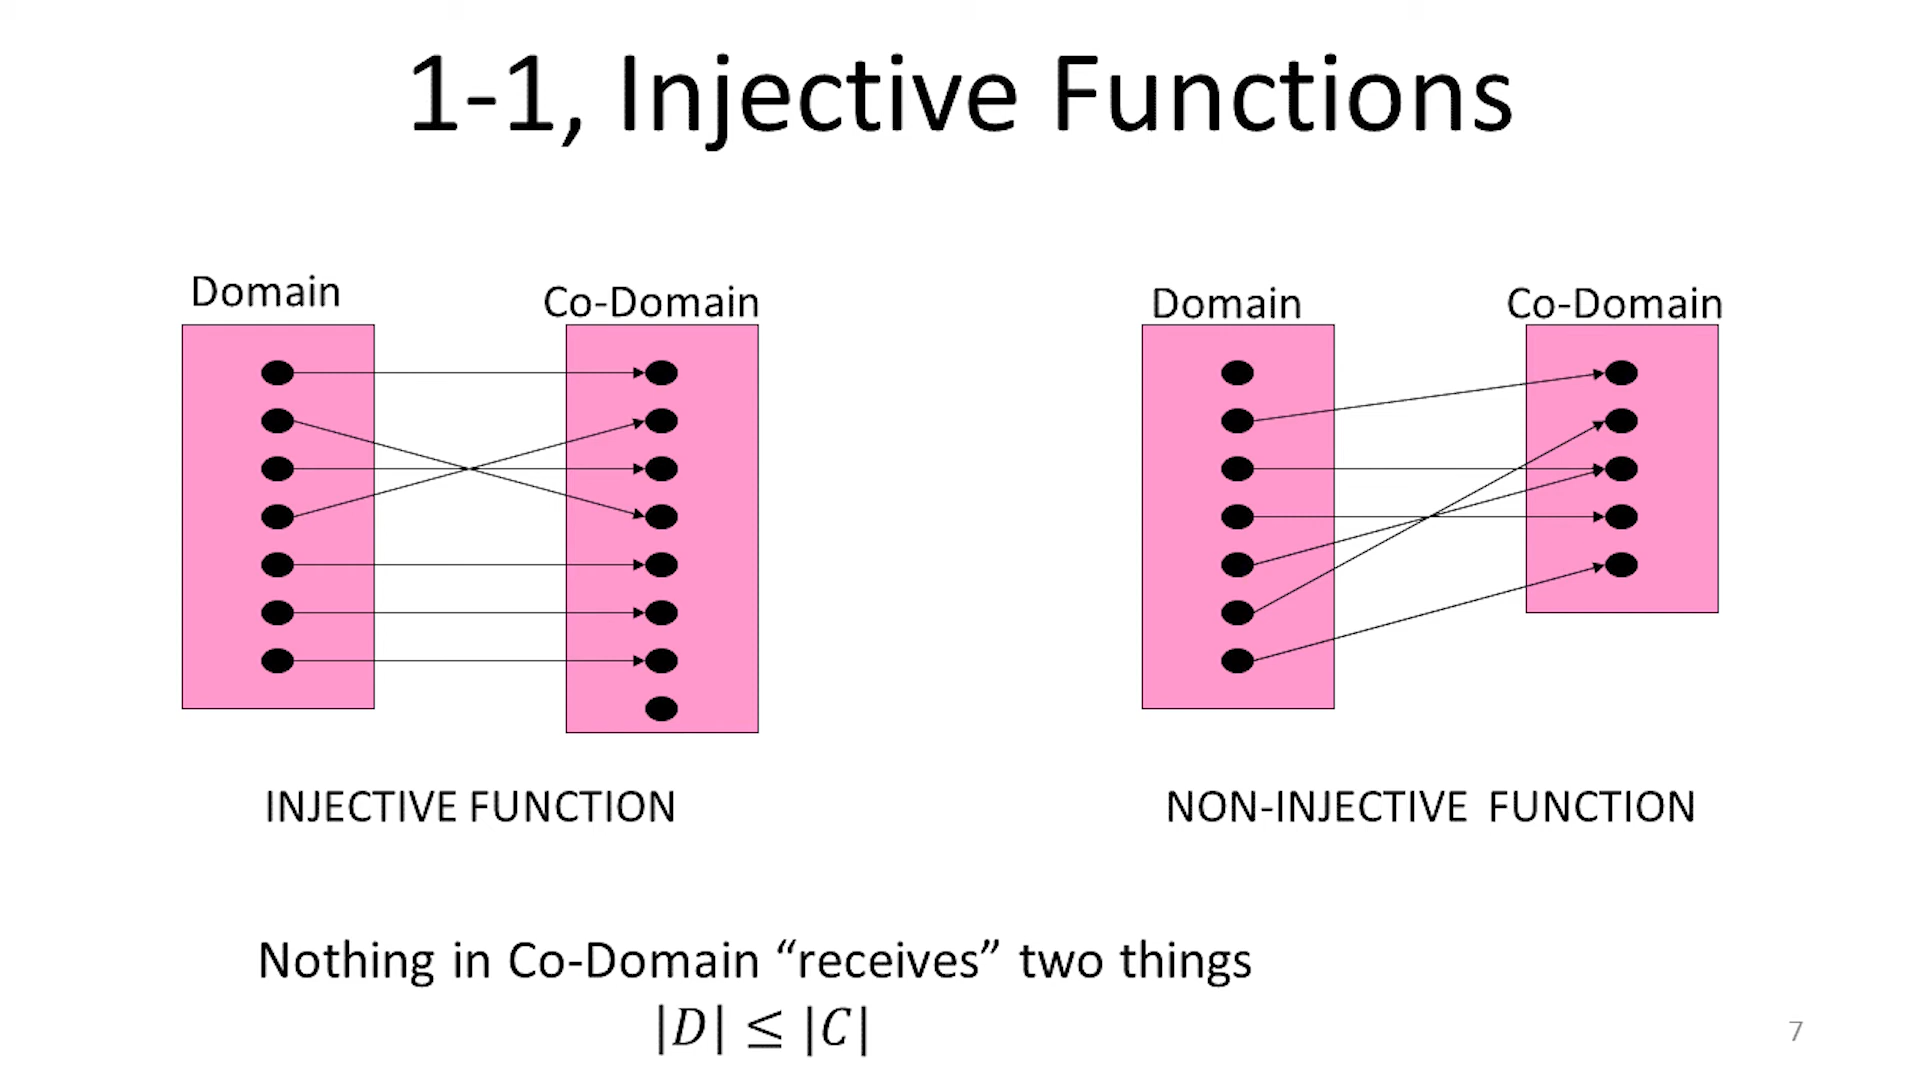 1-1, Injective Functions
Domain
Co-Domain
Domain
Co-Domain
INJECTIVE FUNCTION
NON-INJECTIVE FUNCTION
Nothing in Co-Domain “receives” two things
|D| ≤ |C|
7